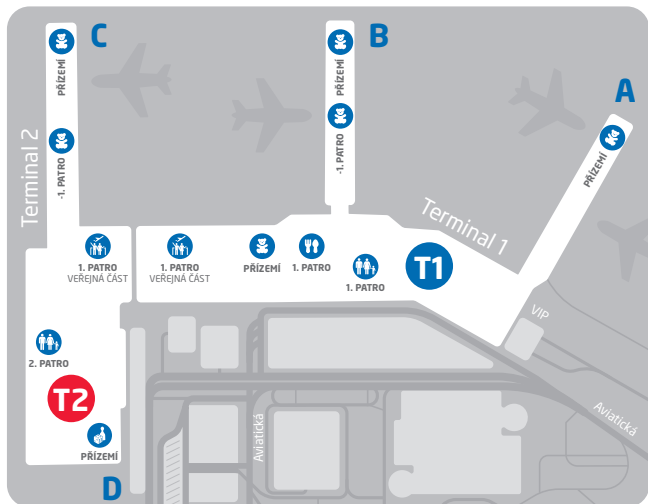 C
B
A
PŘÍZEMÍ
PŘÍZEMÍ
PŘÍZEMÍ
-1. PATRO
-1. PATRO
Terminal 2
Terminal 1
1. PATRO
VEŘEJNÁ ČÁST
1. PATRO
VEŘEJNÁ ČÁST
PŘÍZEMÍ
1. PATRO
1. PATRO
T1
VIP
2. PATRO
T2
PŘÍZEMÍ
D
Aviatická
Aviatická